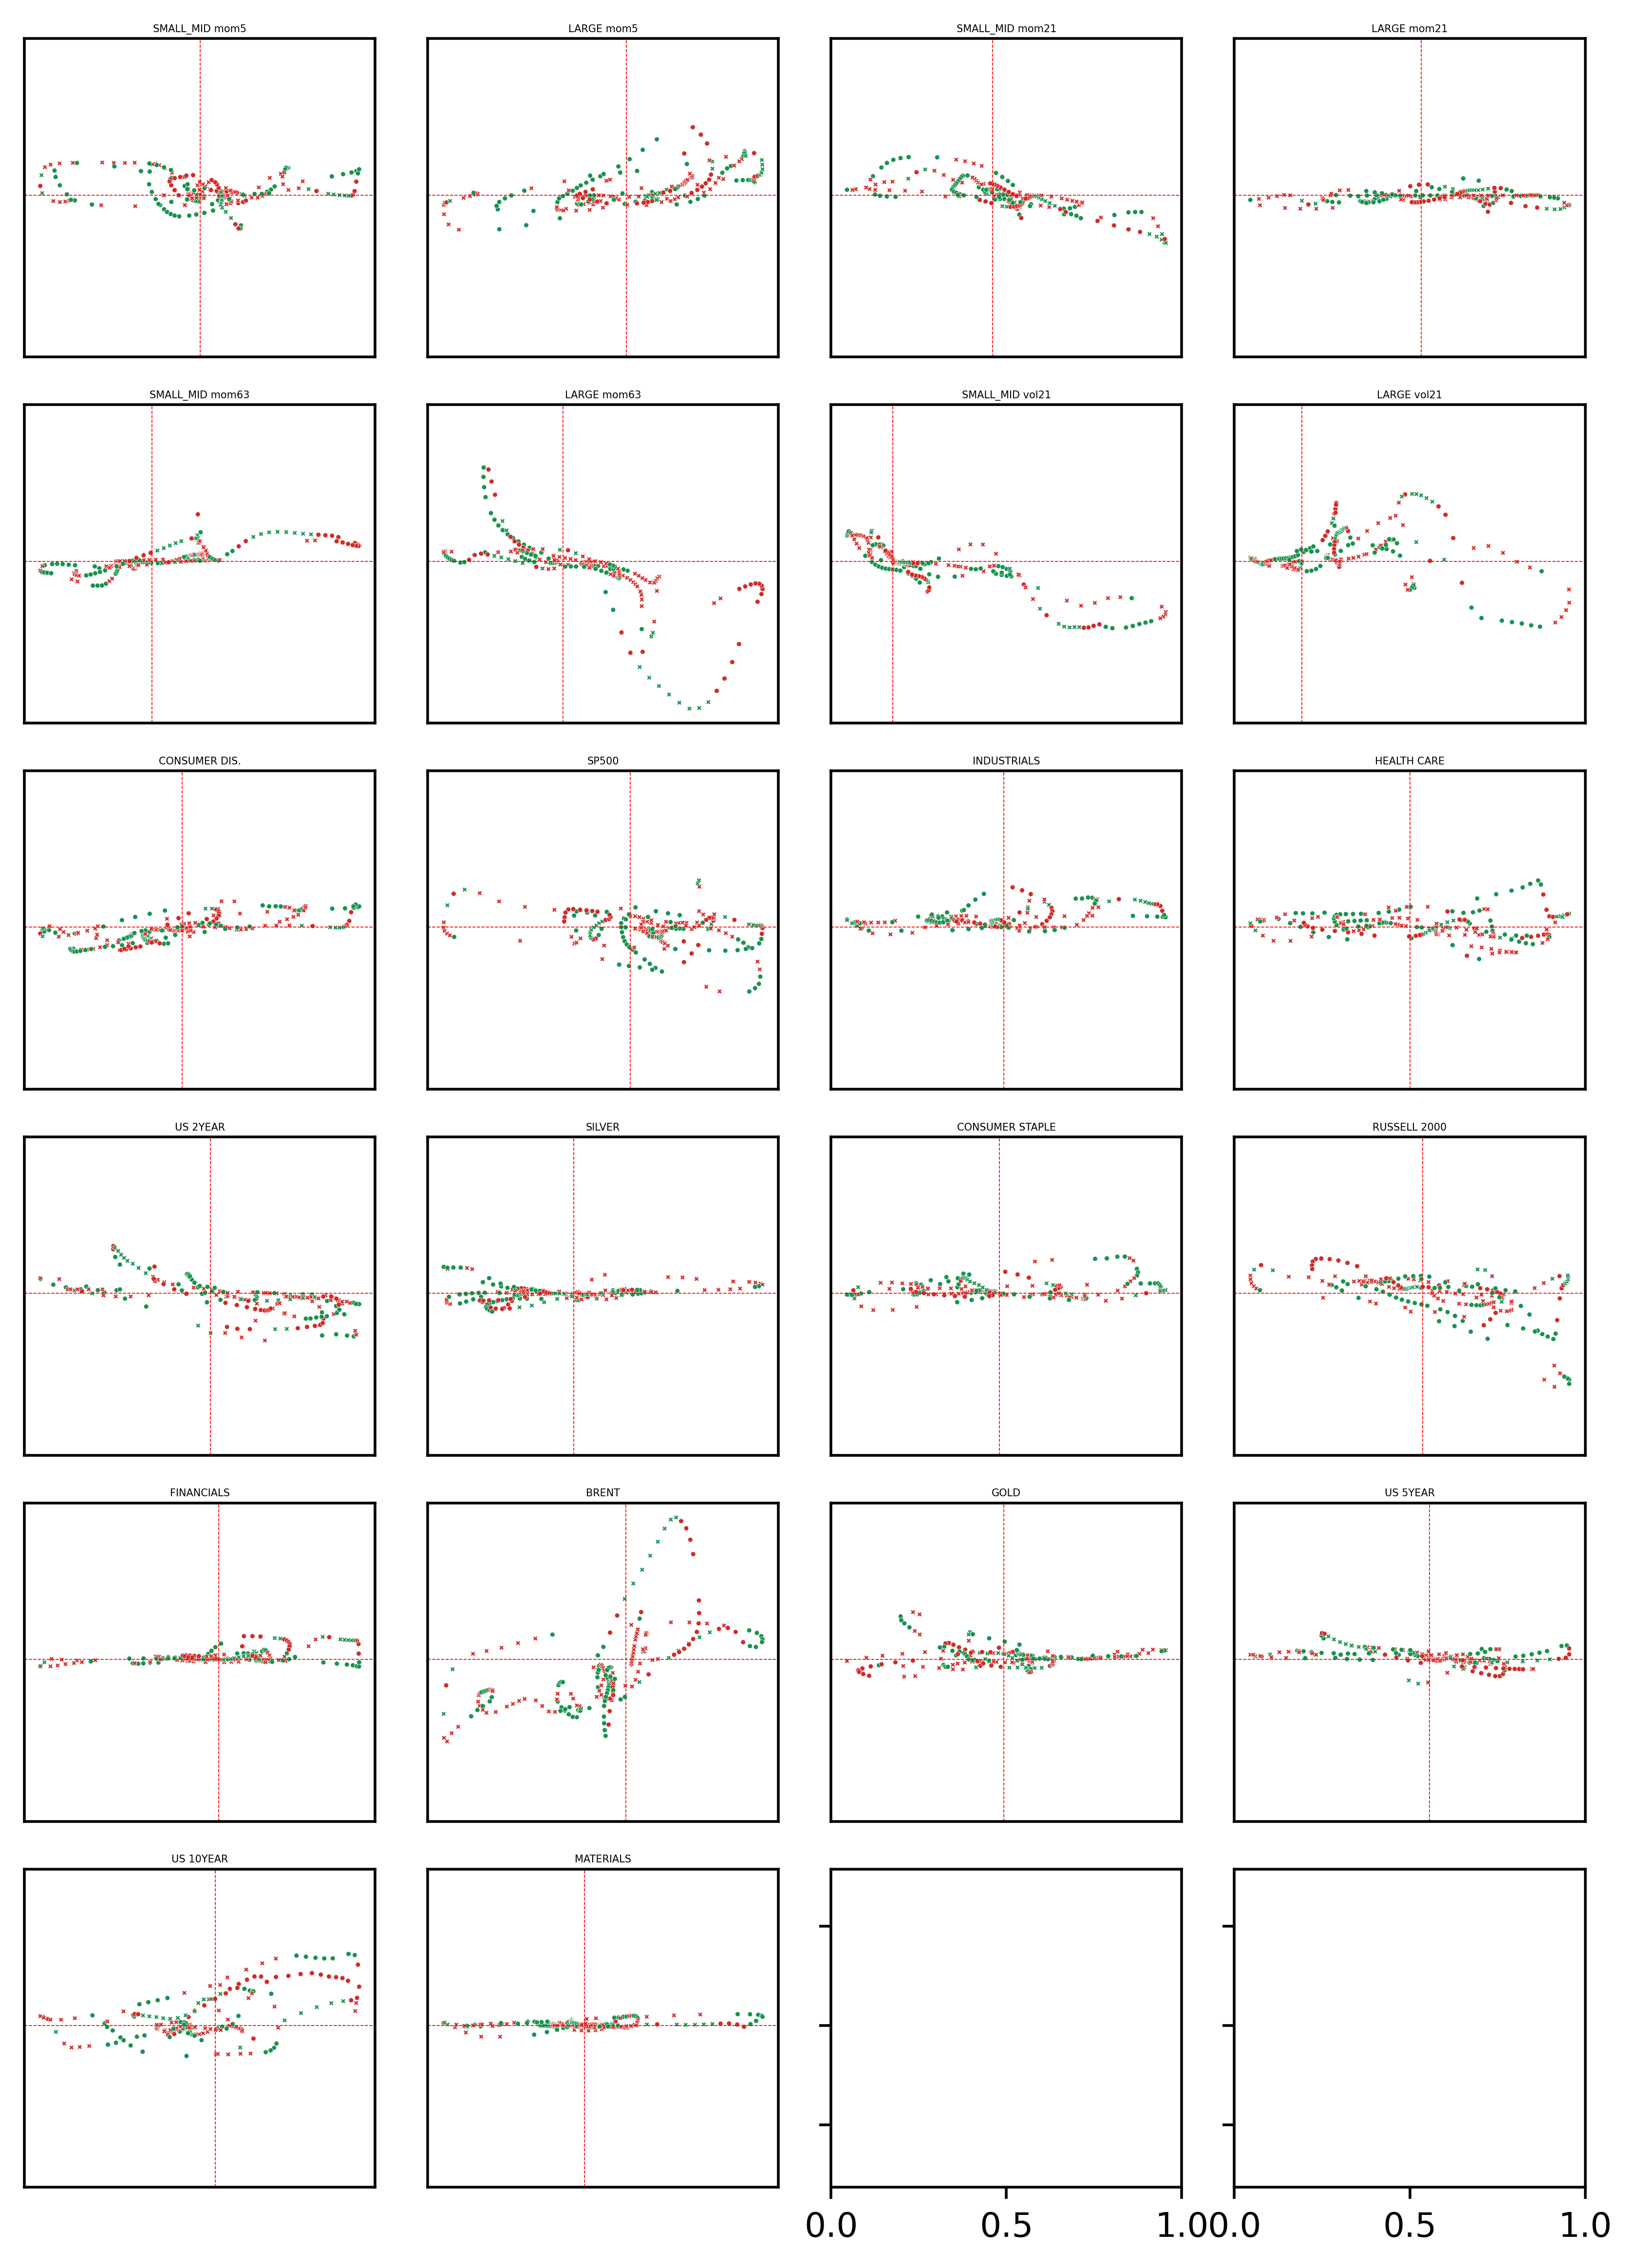 SMALL_MID mom5
LARGE mom5
SMALL_MID mom21
LARGE mom21
SMALL_MID mom63
LARGE mom63
SMALL_MID vol21
LARGE vol21
CONSUMER DIS.
SP500
INDUSTRIALS
HEALTH CARE
US 2YEAR
SILVER
CONSUMER STAPLE
RUSSELL 2000
FINANCIALS
BRENT
GOLD
US 5YEAR
US 10YEAR
MATERIALS
0.0 0.5 1.0 0.0 0.5 1.0